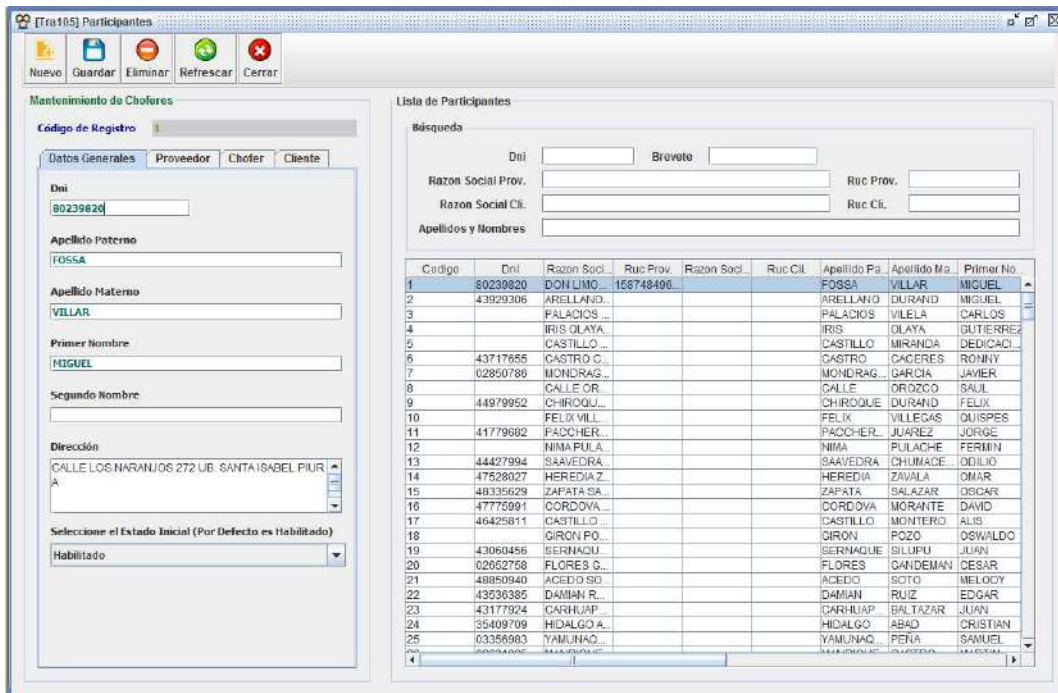 [Tra105] Participantes
Nuevo Guardar Eliminar Refrescar Cerrar
Mantenimiento de Choferes
Código de Registro 1
Datos Generales Proveedor Chofer Cliente
Dni
80239820
Apellido Paterno
FOSSA
Apellido Materno
VILLAR
Primer Nombre
MIGUEL
Segundo Nombre
Dirección
CALLE LOS NARANJOS 272 UB. SANTA ISABEL PIUR
A
Seleccione el Estado Inicial (Por Defecto es Habilitado)
Habilitado
Lista de Participantes
Búsqueda
Dni Brevete
Razon Social Prov. Ruc Prov.
Razon Social Cli. Ruc Cli.
Apellidos y Nombres
Codigo Dni Razon Soci... Ruc Prov. Razon Soci... Ruc Cli. Apellido Pa... Apellido Ma... Primer No
1 80239820 DON LIMO... 158748496... FOSSA VILLAR MIGUEL
2 43929306 ARELLANO... ARELLANO DURAND MIGUEL
3 PALACIOS ... PALACIOS VILELA CARLOS
4 IRIS OLAYA... IRIS OLAYA GUTIERREZ
5 CASTILLO ... CASTILLO MIRANDA DEDICACI...
6 43717655 CASTRO C... CASTRO CACERES RONNY
7 02850786 MONDRAG... MONDRAG... GARCIA JAVIER
8 CALLE OR... CALLE OROZCO SAUL
9 44979952 CHIROQU... CHIROQUE DURAND FELIX
10 FELIX VILL... FELIX VILLEGAS QUISPES
11 41779682 PACCHER... PACCHER... JUAREZ JORGE
12 NIMA PULA... NIMA PULACHE FERMIN
13 44427994 SAAVEDRA... SAAVEDRA CHUMACE... ODILIO
14 47528027 HEREDIA Z... HEREDIA ZAVALA OMAR
15 48335629 ZAPATA SA... ZAPATA SALAZAR OSCAR
16 47775991 CORDOVA ... CORDOVA MORANTE DAVID
17 46425811 CASTILLO ... CASTILLO MONTERO ALIS
18 GIRON PO... GIRON POZO OSWALDO
19 43060456 SERNAQU... SERNAQUE SILUPU JUAN
20 02652758 FLORES G... FLORES GANDEMAN CESAR
21 48850940 ACEDO SO... ACEDO SOTO MELODY
22 43536385 DAMIAN R... DAMIAN RUIZ EDGAR
23 43177924 CARHUAP... CARHUAP... BALTAZAR JUAN
24 35409709 HIDALGO A... HIDALGO ABAD CRISTIAN
25 03356983 YAMUNAQ... YAMUNAQ... PEÑA SAMUEL